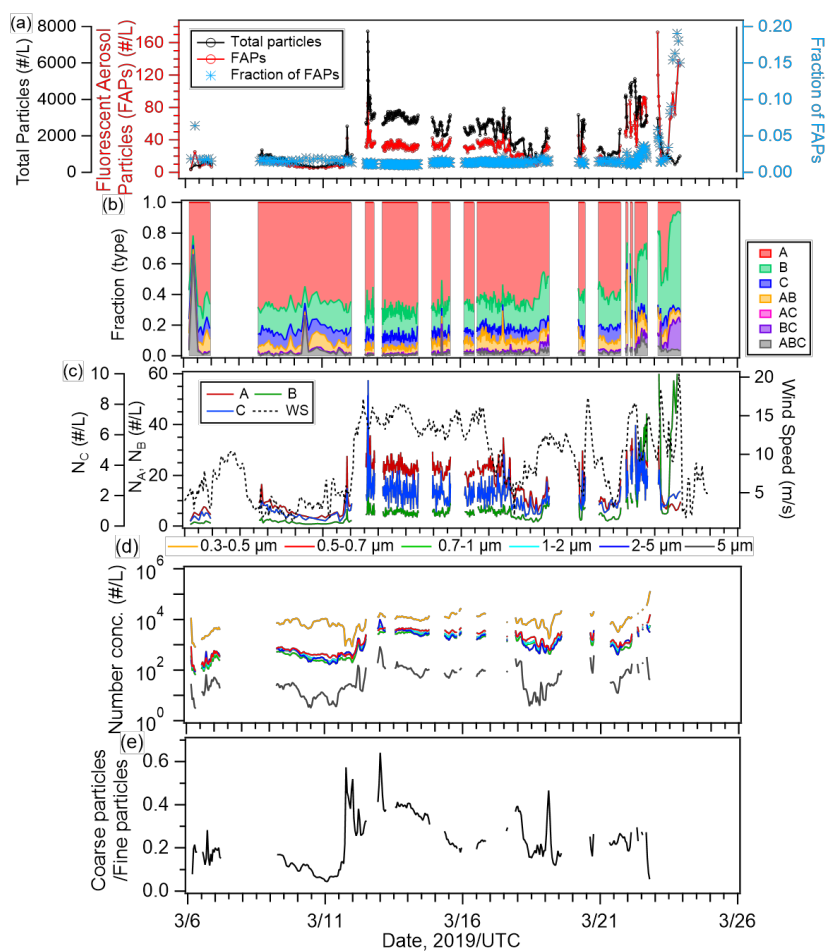 (a)
8000
6000
4000
2000
0
Total Particles (#/L)
160
120
80
40
0
Fluorescent Aerosol
Particles (FAPs) (#/L)
Total particles
FAPs
Fraction of FAPs
0.20
0.15
0.10
0.05
0.00
Fraction of FAPs
(b)
1.0
0.8
0.6
0.4
0.2
0.0
Fraction (type)
A
B
C
AB
AC
BC
ABC
(c)
10
8
6
4
2
0
N_C (#/L)
60
40
20
0
N_A, N_B (#/L)
A B
C WS
20
15
10
5
Wind Speed (m/s)
(d)
0.3-0.5 µm 0.5-0.7 µm 0.7-1 µm 1-2 µm 2-5 µm 5 µm
10^6
10^4
10^2
10^0
Number conc. (#/L)
(e)
0.6
0.4
0.2
0.0
Coarse particles
/Fine particles
3/6 3/11 3/16 3/21 3/26
Date, 2019/UTC